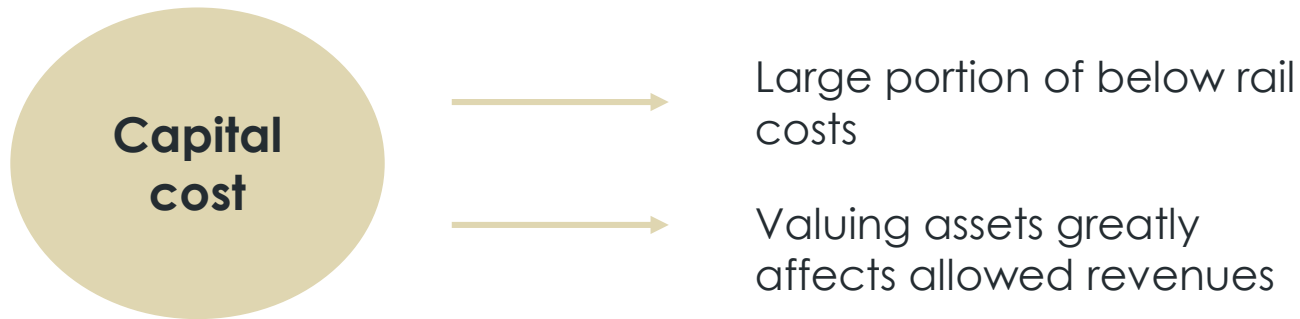 Capital
cost
Large portion of below rail
costs
Valuing assets greatly
affects allowed revenues